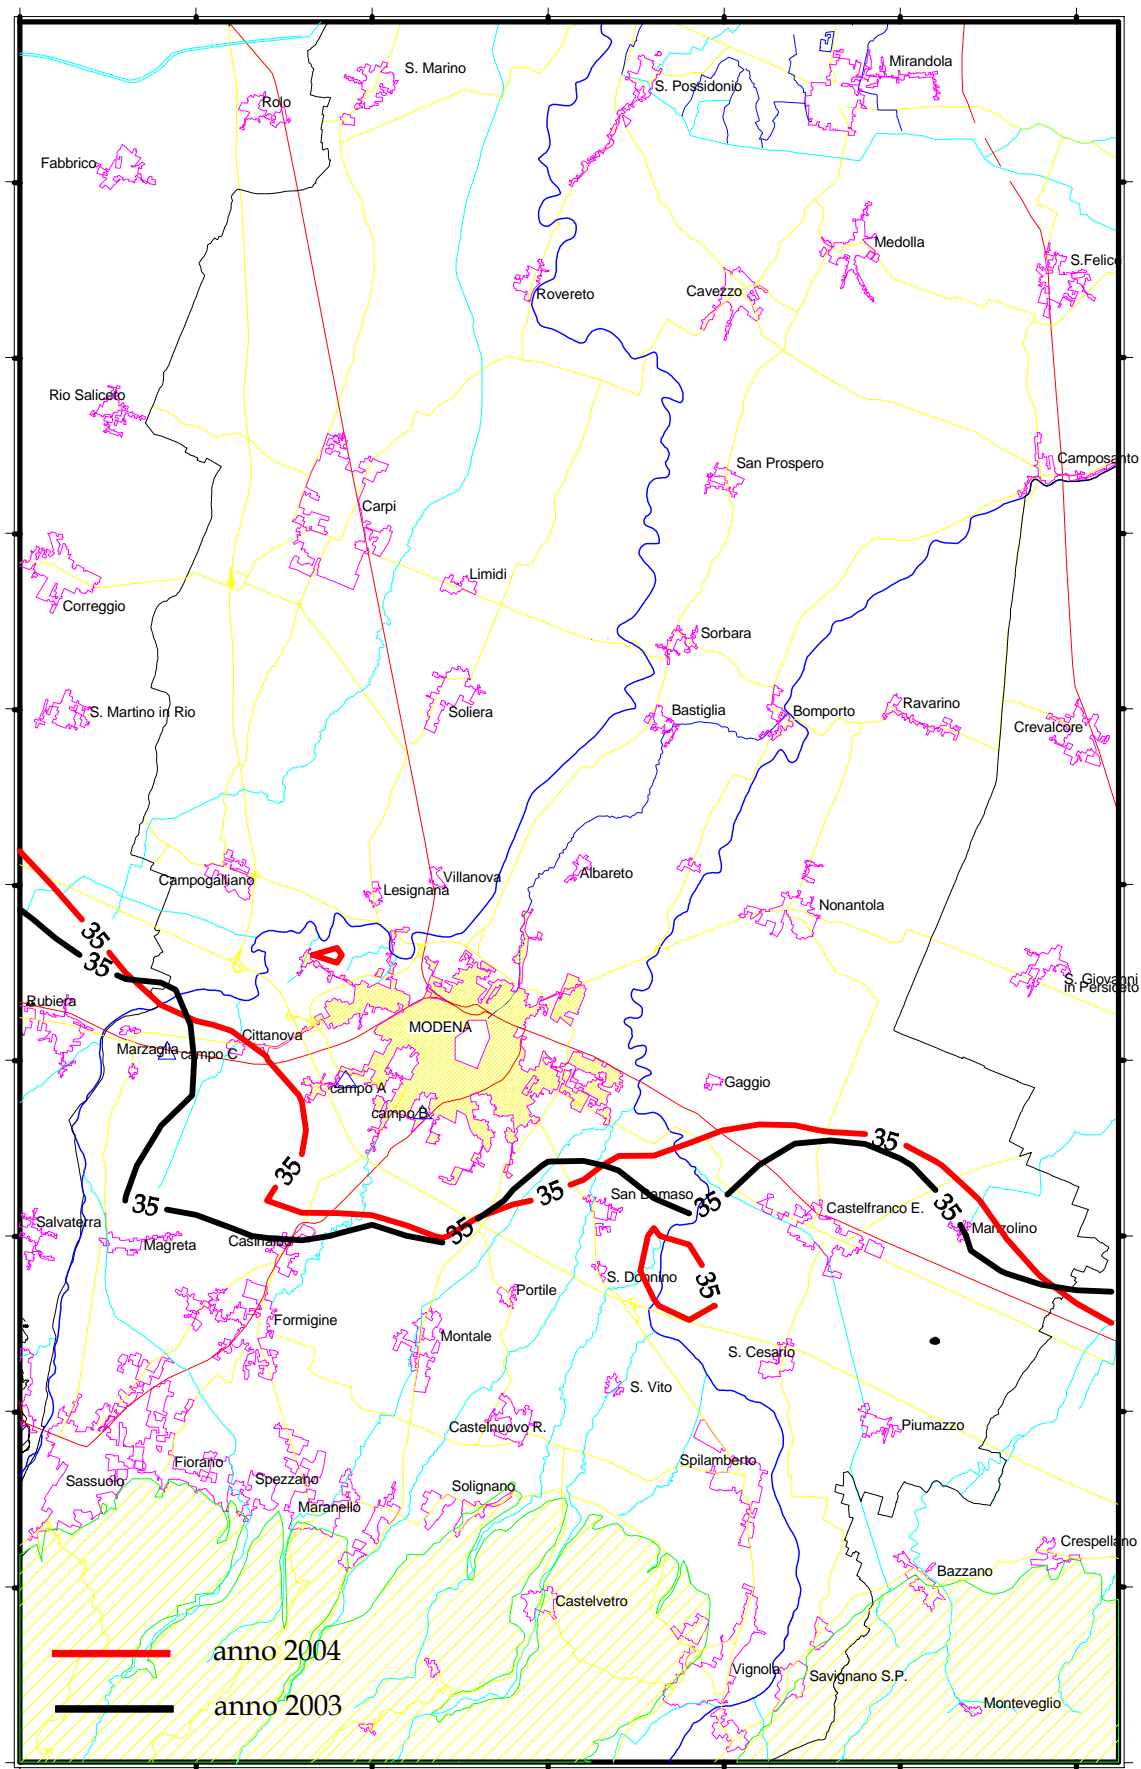 S. Marino
Mirandola
S. Possidonio
Rolo
Fabbrico
Medolla
S.Felice
Rovereto
Cavezzo
Rio Saliceto
San Prospero
Camposanto
Carpi
Limidi
Correggio
Sorbara
S. Martino in Rio
Soliera
Bastiglia
Bomporto
Ravarino
Crevalcore
Campogalliano
Lesignana
Villanova
Albareto
Nonantola
35
35
S. Giovanni
in Persiceto
Rubiera
Marzaglia
campo C
Cittanova
MODENA
campo A
campo B
Gaggio
35
35
35
35
35
35
35
35
San Damaso
Castelfranco E.
Manzolino
Salvaterra
Magreta
Casinalbo
S. Donnino
35
Portile
Formigine
Montale
S. Cesario
S. Vito
Castelnuovo R.
Piumazzo
Sassuolo
Fiorano
Spezzano
Maranello
Solignano
Spilamberto
Crespellano
Bazzano
Castelvetro
Vignola
Savignano S.P.
Monteveglio
anno 2004
anno 2003